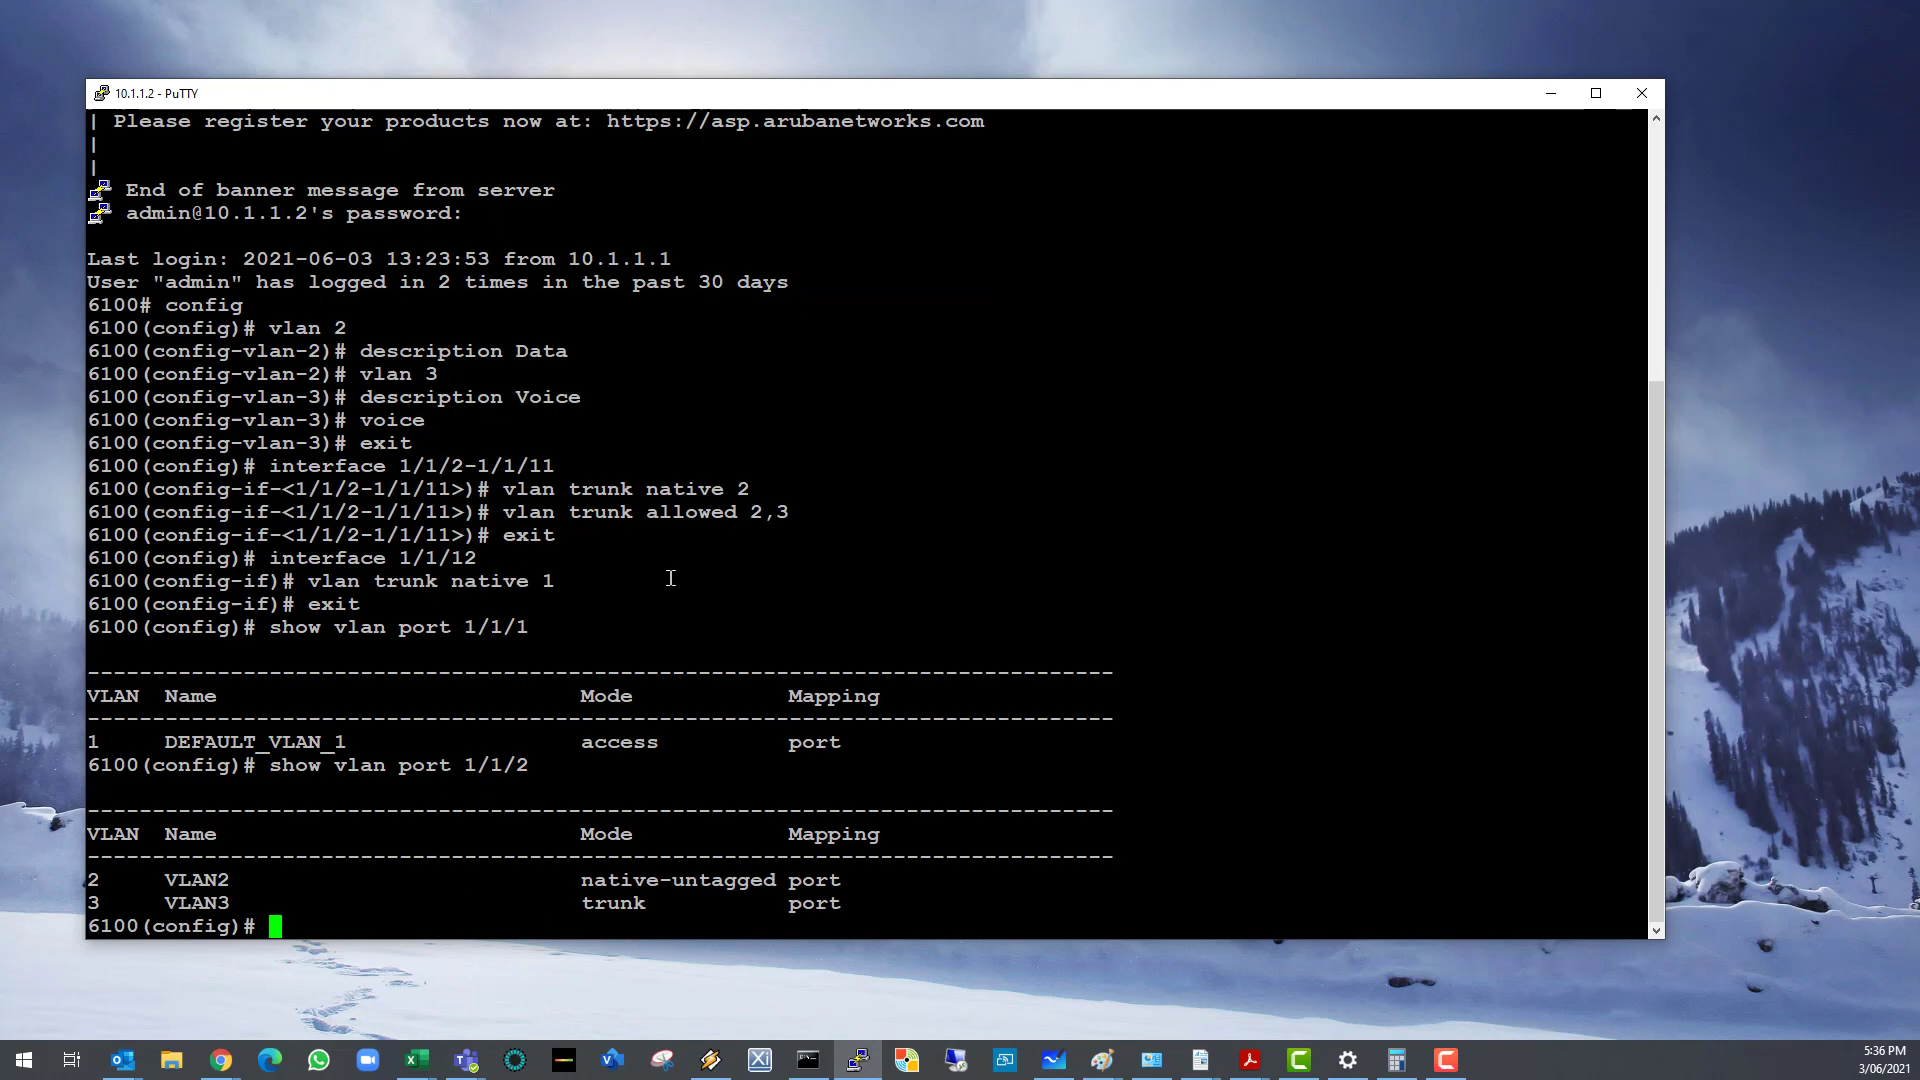 10.1.1.2 - PuTTY
| Please register your products now at: https://asp.arubanetworks.com
|
|
End of banner message from server
admin@10.1.1.2's password:
Last login: 2021-06-03 13:23:53 from 10.1.1.1
User "admin" has logged in 2 times in the past 30 days
6100# config
6100(config)# vlan 2
6100(config-vlan-2)# description Data
6100(config-vlan-2)# vlan 3
6100(config-vlan-3)# description Voice
6100(config-vlan-3)# voice
6100(config-vlan-3)# exit
6100(config)# interface 1/1/2-1/1/11
6100(config-if-<1/1/2-1/1/11>)# vlan trunk native 2
6100(config-if-<1/1/2-1/1/11>)# vlan trunk allowed 2,3
6100(config-if-<1/1/2-1/1/11>)# exit
6100(config)# interface 1/1/12
6100(config-if)# vlan trunk native 1
6100(config-if)# exit
6100(config)# show vlan port 1/1/1
-------------------------------------------------------------------------------
VLAN  Name                            Mode            Mapping
-------------------------------------------------------------------------------
1     DEFAULT_VLAN_1                  access          port
6100(config)# show vlan port 1/1/2
-------------------------------------------------------------------------------
VLAN  Name                            Mode            Mapping
-------------------------------------------------------------------------------
2     VLAN2                           native-untagged port
3     VLAN3                           trunk           port
6100(config)#
5:36 PM
3/06/2021